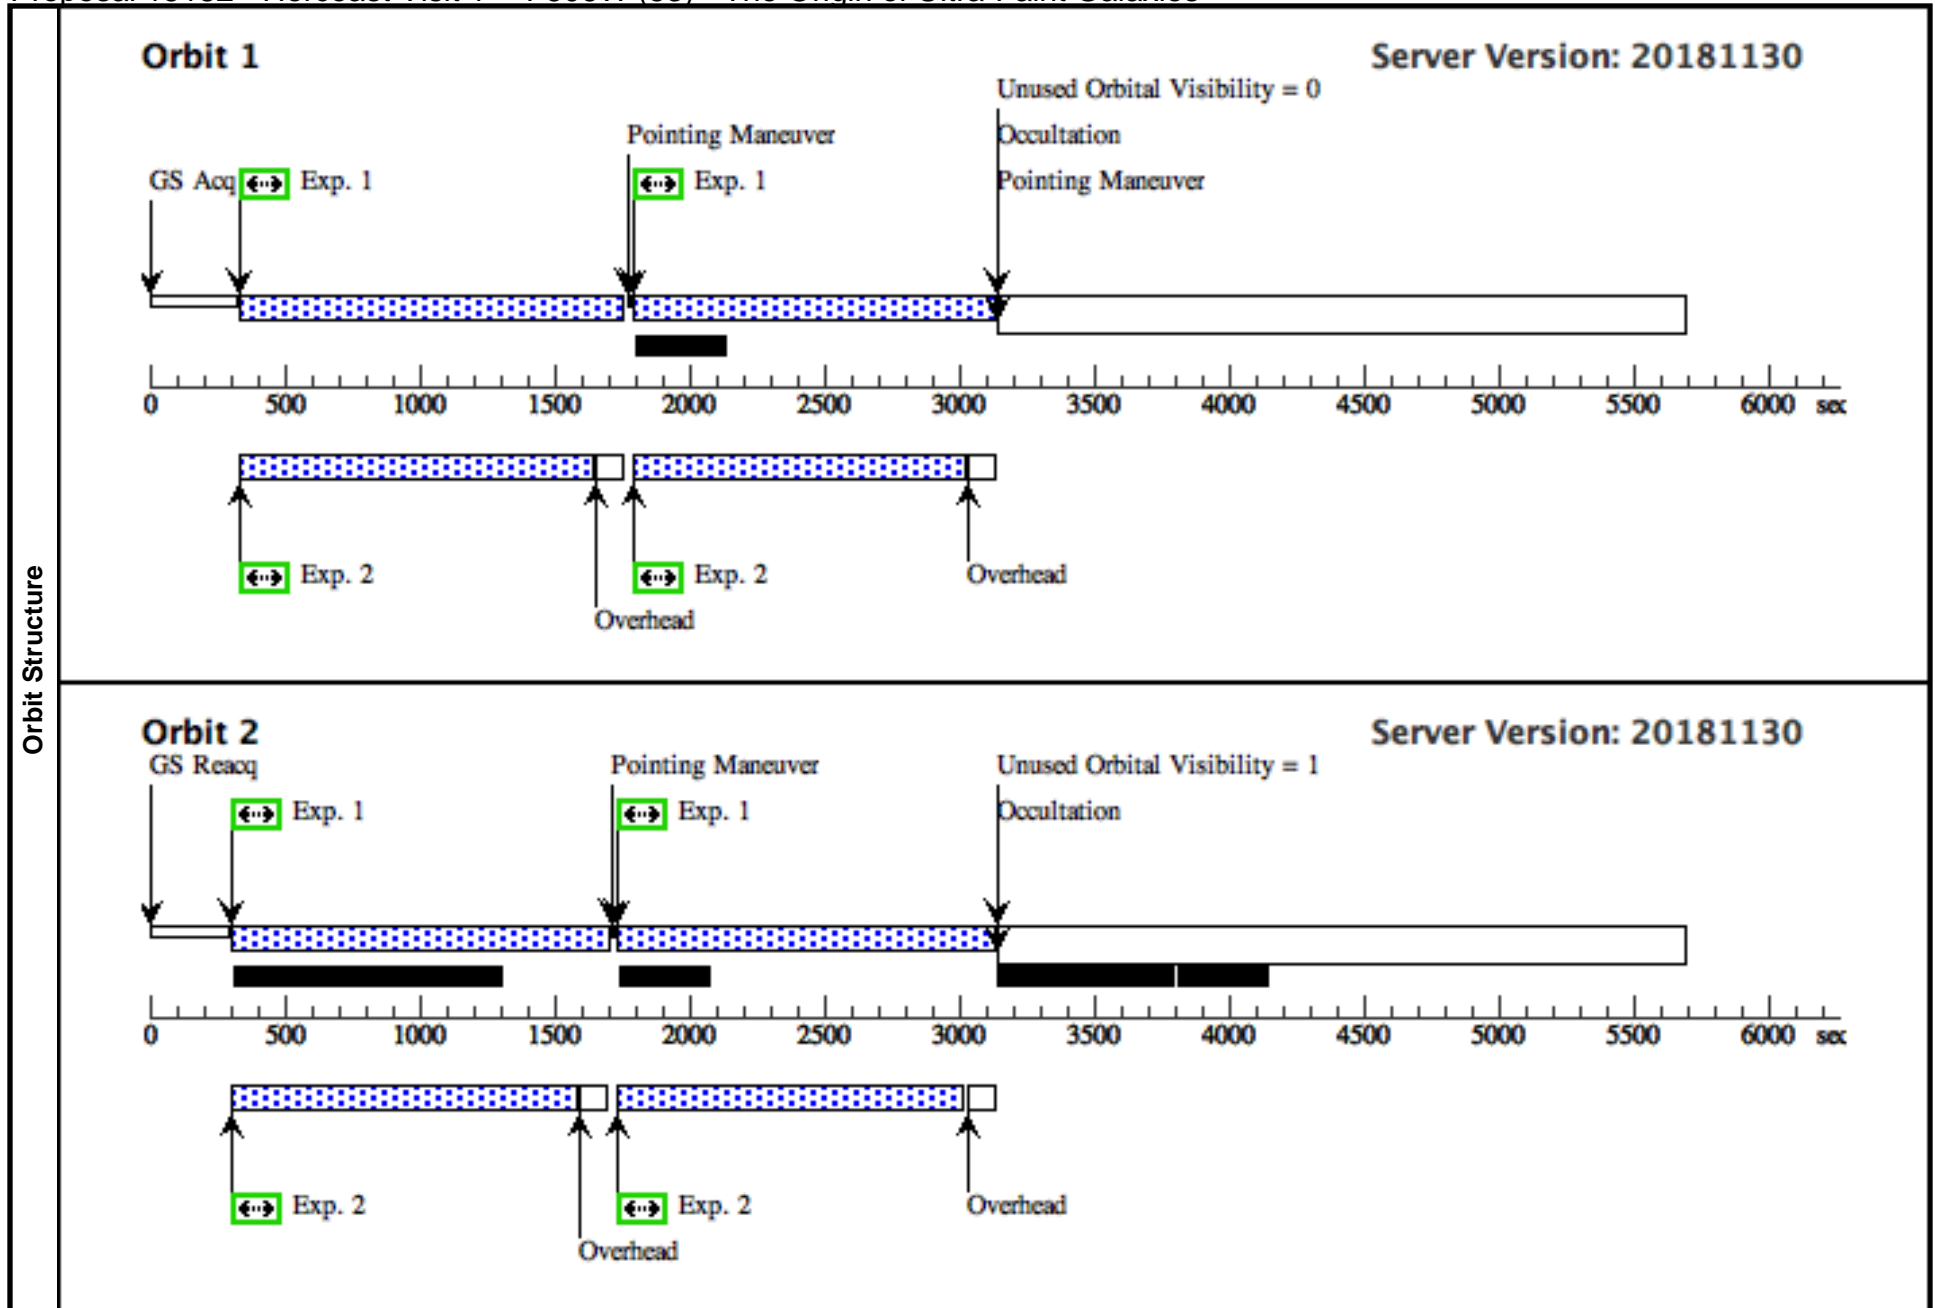 Orbit 1
Server Version: 20181130
Unused Orbital Visibility = 0
Pointing Maneuver
Occultation
GS Acq
Exp. 1
Exp. 1
Pointing Maneuver
0 500 1000 1500 2000 2500 3000 3500 4000 4500 5000 5500 6000 sec
Exp. 2
Exp. 2
Overhead
Overhead
Orbit Structure
Orbit 2
Server Version: 20181130
GS Reacq
Pointing Maneuver
Unused Orbital Visibility = 1
Exp. 1
Exp. 1
Occultation
0 500 1000 1500 2000 2500 3000 3500 4000 4500 5000 5500 6000 sec
Exp. 2
Exp. 2
Overhead
Overhead